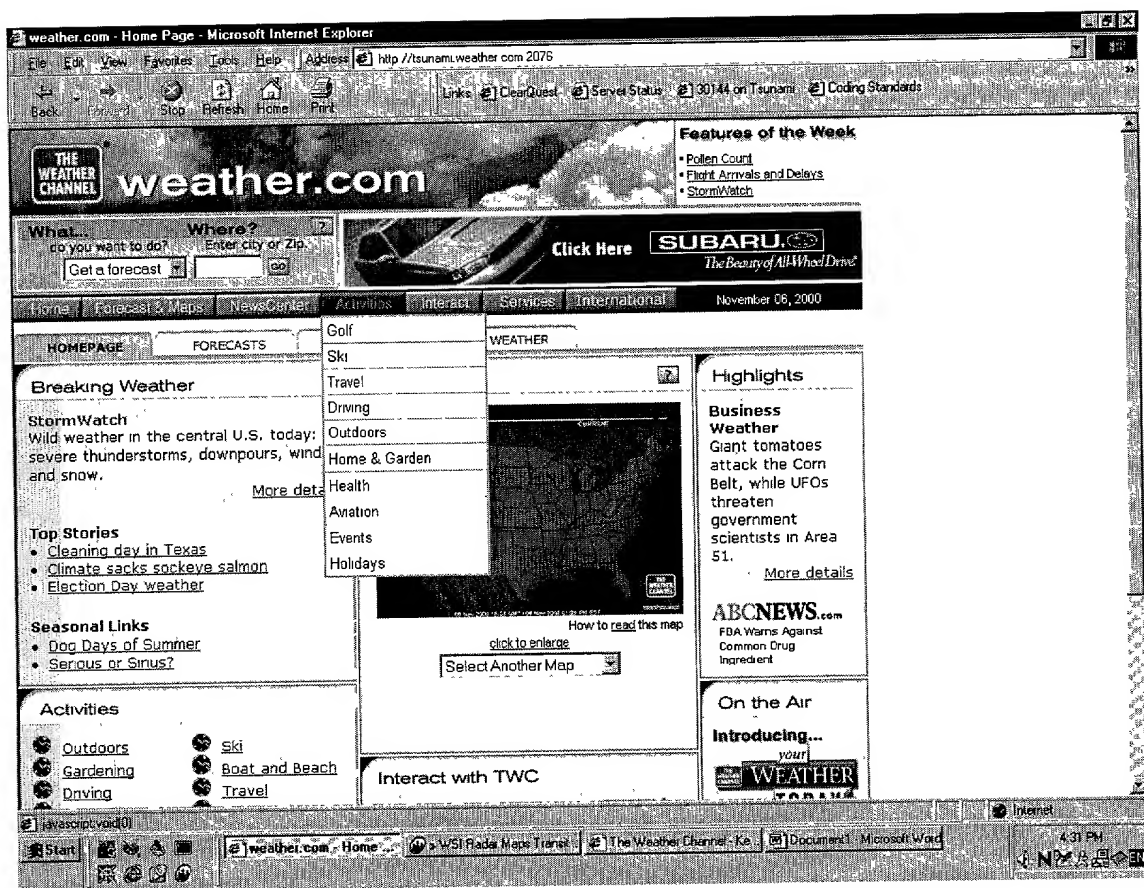 weather.com - Home Page - Microsoft Internet Explorer
File Edit View Favorites Tools Help Address http //tsunami.weather com 2076
Back Forward Stop Refresh Home Print Links ClearQuest Server Status 30144 on Tsunami Coding Standards
THE WEATHER CHANNEL
weather.com
Features of the Week
Pollen Count
Flight Arrivals and Delays
StormWatch
What... Where? ?
do you want to do? Enter city or Zip.
Get a forecast GO
Click Here SUBARU.
The Beauty of All-Wheel Drive
Home Forecast & Maps NewsCenter Activities Interact Services International November 06, 2000
HOMEPAGE FORECASTS WEATHER
Golf
Ski
Travel
Driving
Outdoors
Home & Garden
Health
Aviation
Events
Holidays
Breaking Weather
StormWatch
Wild weather in the central U.S. today:
severe thunderstorms, downpours, wind
and snow.
More deta
Top Stories
• Cleaning day in Texas
• Climate sacks sockeye salmon
• Election Day weather
Seasonal Links
• Dog Days of Summer
• Serious or Sinus?
?
THE WEATHER CHANNEL
How to read this map
click to enlarge
Select Another Map
Highlights
Business
Weather
Giant tomatoes
attack the Corn
Belt, while UFOs
threaten
government
scientists in Area
51.
More details
ABCNEWS.com
FDA Warns Against
Common Drug
Ingredient
Activities
Outdoors Ski
Gardening Boat and Beach
Driving Travel
Interact with TWC
On the Air
Introducing...
your
WEATHER
TODAY
javascript:void(0) Internet
Start weather.com - Home ... WSI Radar Maps Transit... The Weather Channel - Ke... Document1 Microsoft Word 4:31 PM